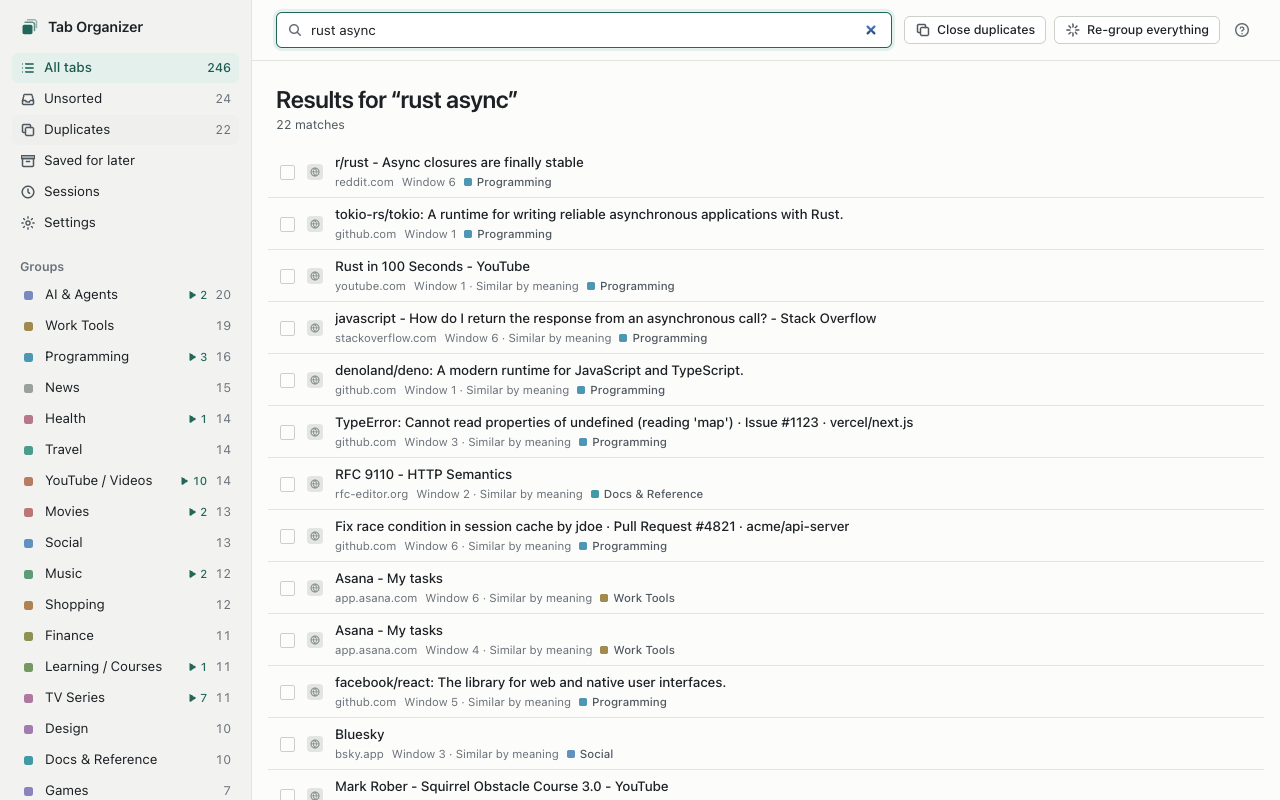 Tab Organizer
All tabs 246
Unsorted 24
Duplicates 22
Saved for later
Sessions
Settings
Groups
AI & Agents 2 20
Work Tools 19
Programming 3 16
News 15
Health 1 14
Travel 14
YouTube / Videos 10 14
Movies 2 13
Social 13
Music 2 12
Shopping 12
Finance 11
Learning / Courses 1 11
TV Series 7 11
Design 10
Docs & Reference 10
Games 7
rust async
Close duplicates
Re-group everything
Results for “rust async”
22 matches
r/rust - Async closures are finally stable
reddit.com Window 6 Programming
tokio-rs/tokio: A runtime for writing reliable asynchronous applications with Rust.
github.com Window 1 Programming
Rust in 100 Seconds - YouTube
youtube.com Window 1 · Similar by meaning Programming
javascript - How do I return the response from an asynchronous call? - Stack Overflow
stackoverflow.com Window 6 · Similar by meaning Programming
denoland/deno: A modern runtime for JavaScript and TypeScript.
github.com Window 1 · Similar by meaning Programming
TypeError: Cannot read properties of undefined (reading 'map') · Issue #1123 · vercel/next.js
github.com Window 3 · Similar by meaning Programming
RFC 9110 - HTTP Semantics
rfc-editor.org Window 2 · Similar by meaning Docs & Reference
Fix race condition in session cache by jdoe · Pull Request #4821 · acme/api-server
github.com Window 6 · Similar by meaning Programming
Asana - My tasks
app.asana.com Window 6 · Similar by meaning Work Tools
Asana - My tasks
app.asana.com Window 4 · Similar by meaning Work Tools
facebook/react: The library for web and native user interfaces.
github.com Window 5 · Similar by meaning Programming
Bluesky
bsky.app Window 3 · Similar by meaning Social
Mark Rober - Squirrel Obstacle Course 3.0 - YouTube